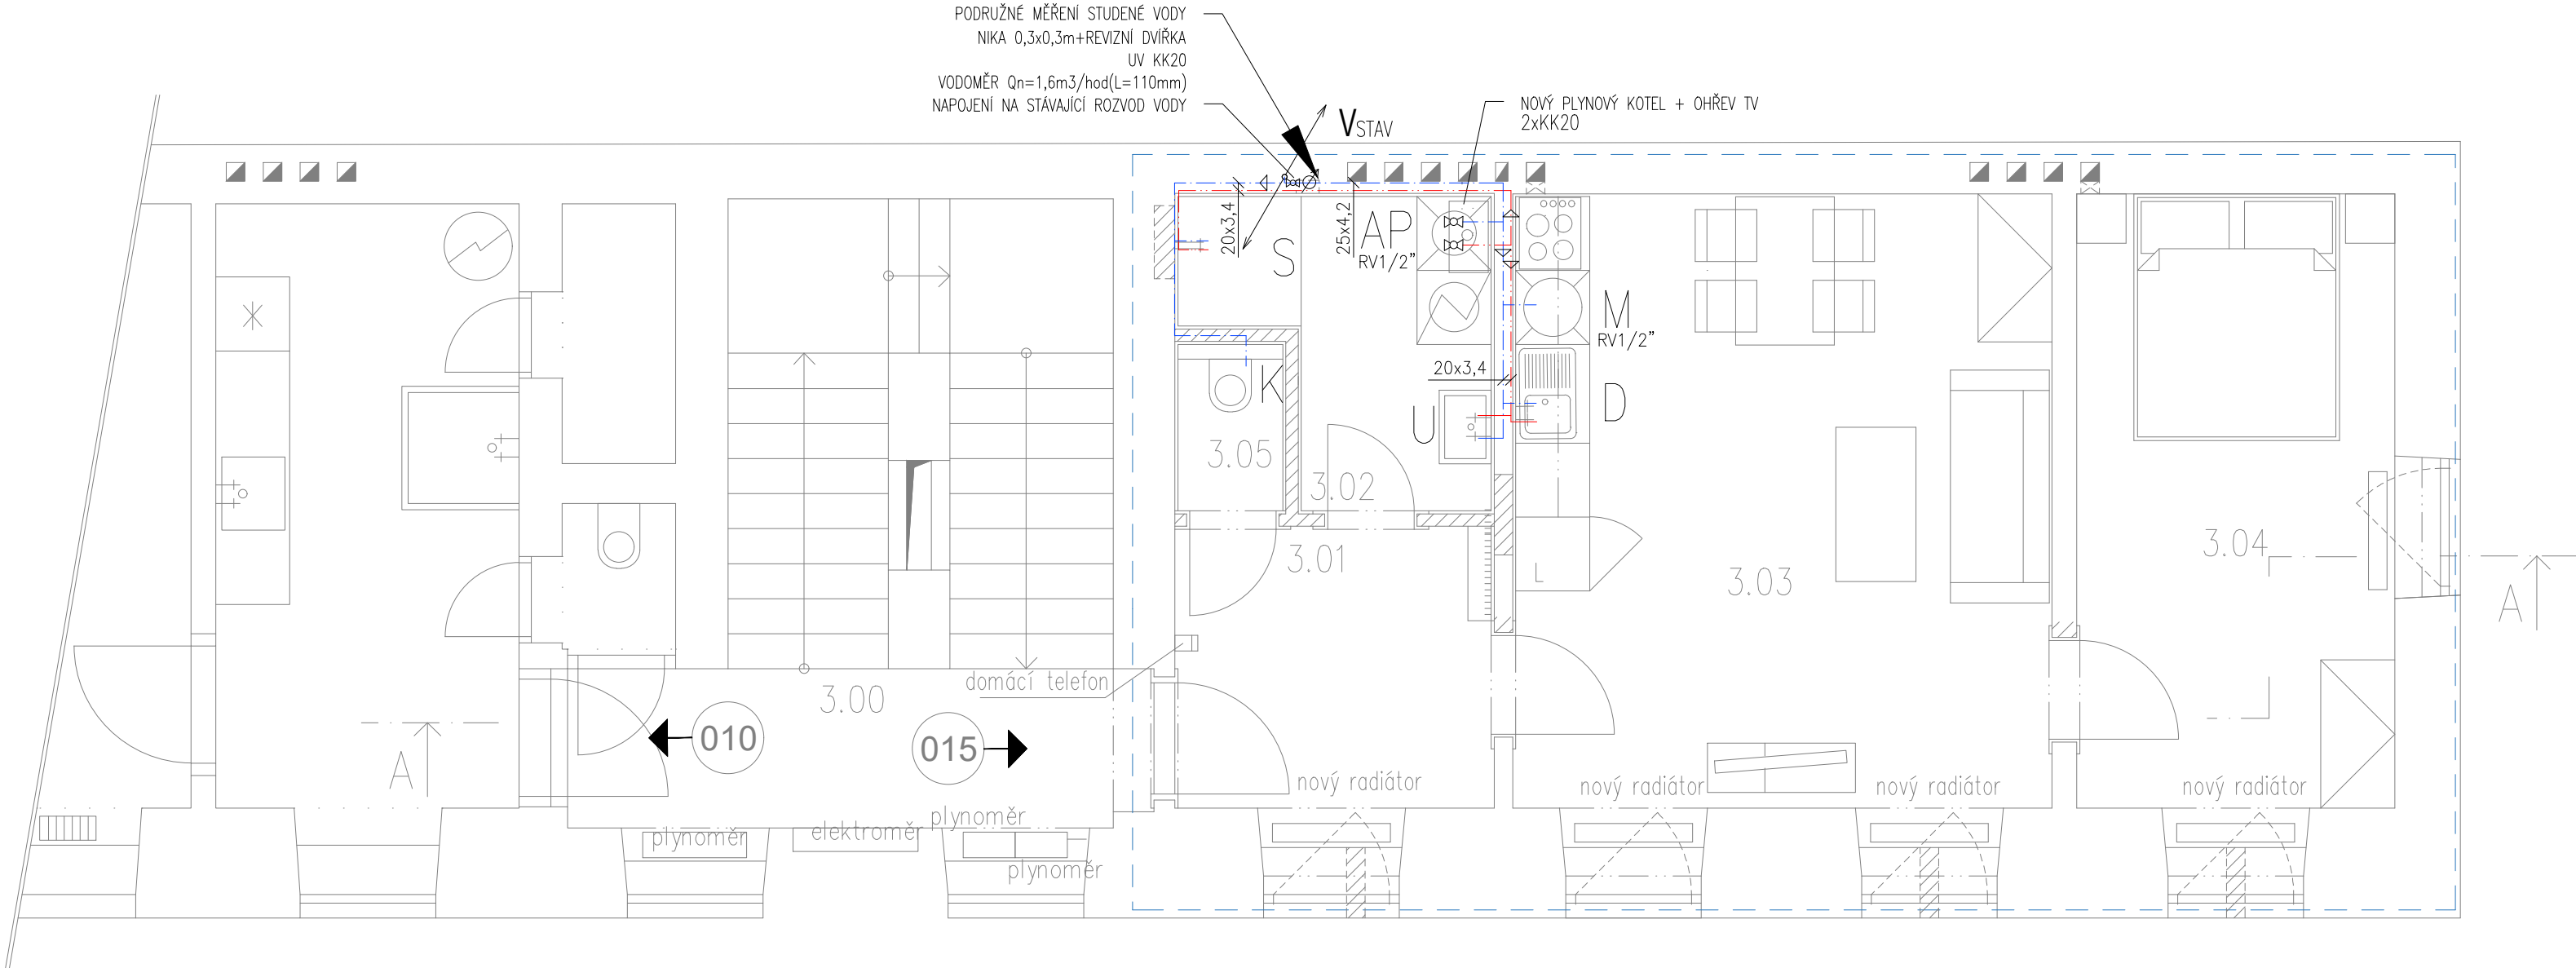 PODRUŽNÉ MĚŘENÍ STUDENÉ VODY
NIKA 0,3x0,3m+REVIZNÍ DVÍŘKA
UV KK20
VODOMĚR Qn=1,6m3/hod(L=110mm)
NAPOJENÍ NA STÁVAJÍCÍ ROZVOD VODY
VSTAV
NOVÝ PLYNOVÝ KOTEL + OHŘEV TV
2xKK20
20x3,4
S
25x4,2
AP
RV1/2"
M
RV1/2"
20x3,4
K
U
D
3.05
3.02
3.01
L
3.03
3.04
A
domácí telefon
3.00
010
015
A
nový radiátor
nový radiátor
nový radiátor
nový radiátor
plynoměr
elektroměr
plynoměr
plynoměr